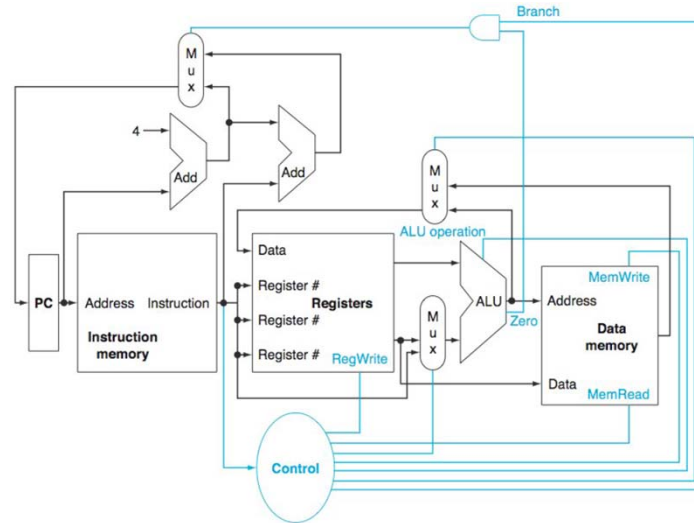 Branch
M
u
x
4
Add
Add
M
u
x
ALU operation
Data
Register #
Registers
Register #
Register #
RegWrite
PC
Address
Instruction
Instruction
memory
M
u
x
ALU
Zero
MemWrite
Address
Data
memory
Data
MemRead
Control